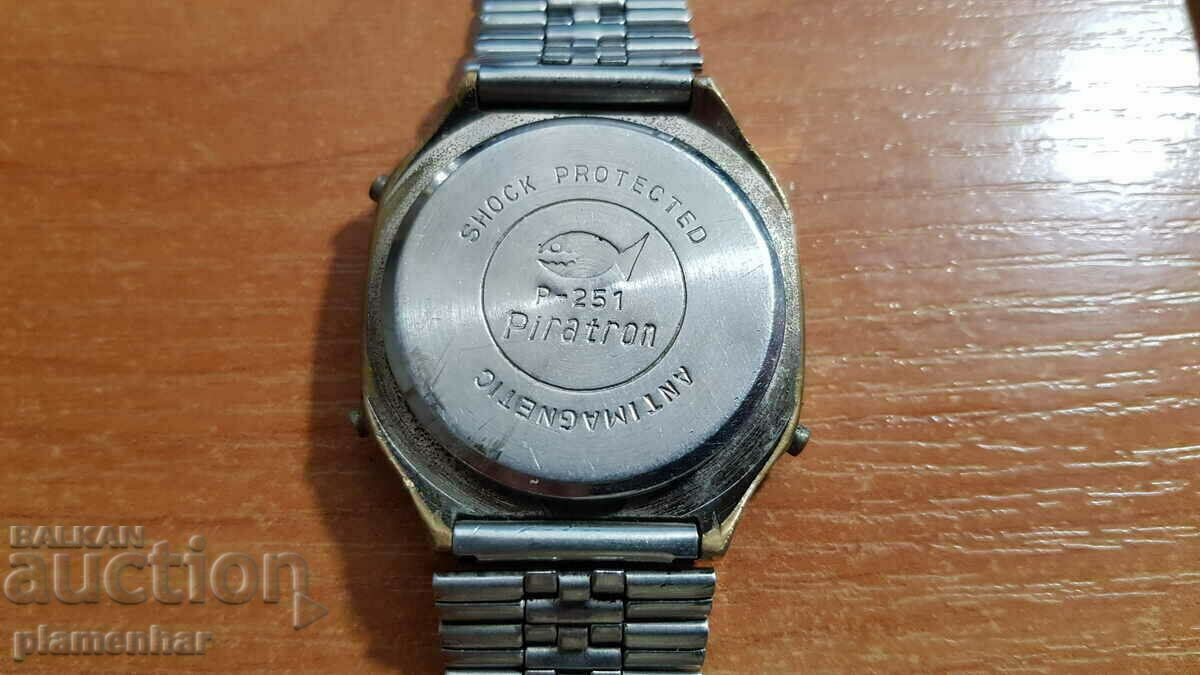 SHOCK PROTECTED
P-251
Piratron
ANTIMAGNETIC
BALKAN
auction
plamenhar